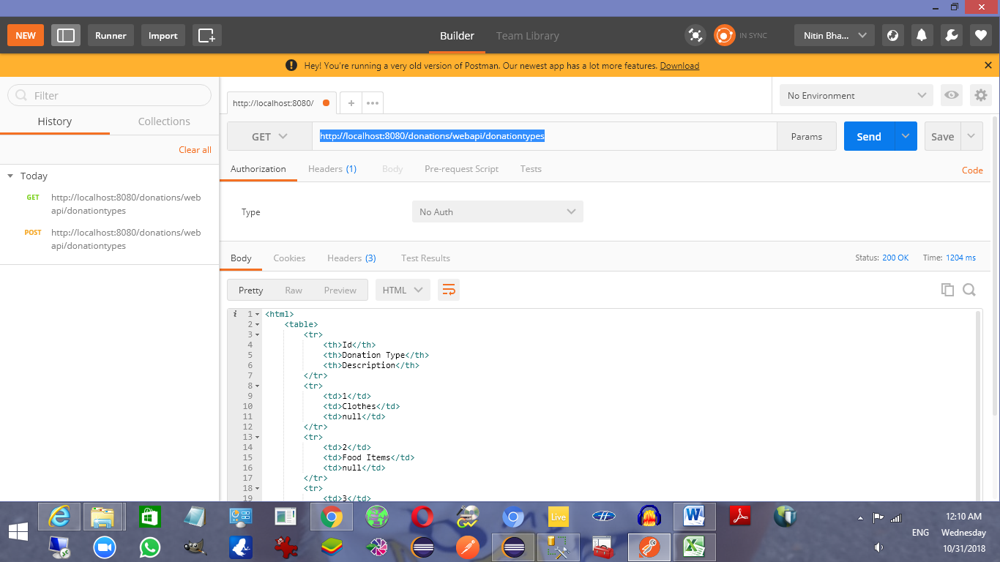 NEW
Runner
Import
Builder
Team Library
IN SYNC
Nitin Bha...
Hey! You're running a very old version of Postman. Our newest app has a lot more features. Download
Filter
History
Collections
Clear all
Today
GET
http://localhost:8080/donations/web
api/donationtypes
POST
http://localhost:8080/donations/web
api/donationtypes
http://localhost:8080/
No Environment
GET
http://localhost:8080/donations/webapi/donationtypes
Params
Send
Save
Authorization
Headers (1)
Body
Pre-request Script
Tests
Code
Type
No Auth
Body
Cookies
Headers (3)
Test Results
Status: 200 OK
Time: 1204 ms
Pretty
Raw
Preview
HTML
i 1 <html>
2 <table>
3 <tr>
4 <th>Id</th>
5 <th>Donation Type</th>
6 <th>Description</th>
7 </tr>
8 <tr>
9 <td>1</td>
10 <td>Clothes</td>
11 <td>null</td>
12 </tr>
13 <tr>
14 <td>2</td>
15 <td>Food Items</td>
16 <td>null</td>
17 </tr>
18 <tr>
19 <td>3</td>
Live
12:10 AM
ENG
Wednesday
10/31/2018